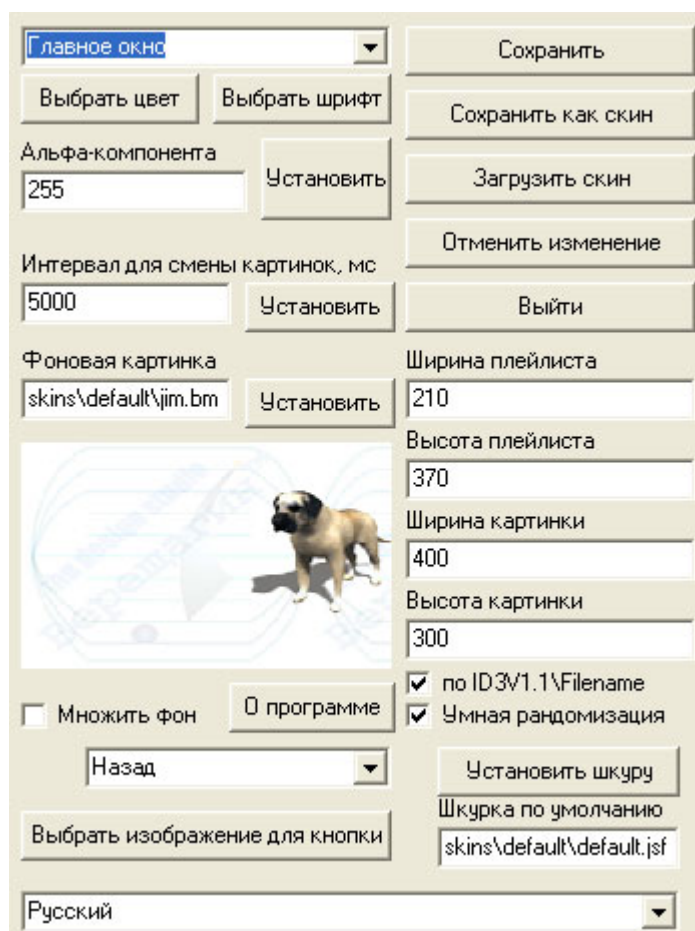 Главное окно
Сохранить
Выбрать цвет
Выбрать шрифт
Сохранить как скин
Альфа-компонента
255
Установить
Загрузить скин
Отменить изменение
Интервал для смены картинок, мс
5000
Установить
Выйти
Фоновая картинка
skins\default\jim.bm
Установить
Ширина плейлиста
210
Высота плейлиста
370
Ширина картинки
400
Высота картинки
300
по ID3V1.1\Filename
Множить фон
О программе
Умная рандомизация
Назад
Установить шкуру
Шкурка по умолчанию
Выбрать изображение для кнопки
skins\default\default.jsf
Русский